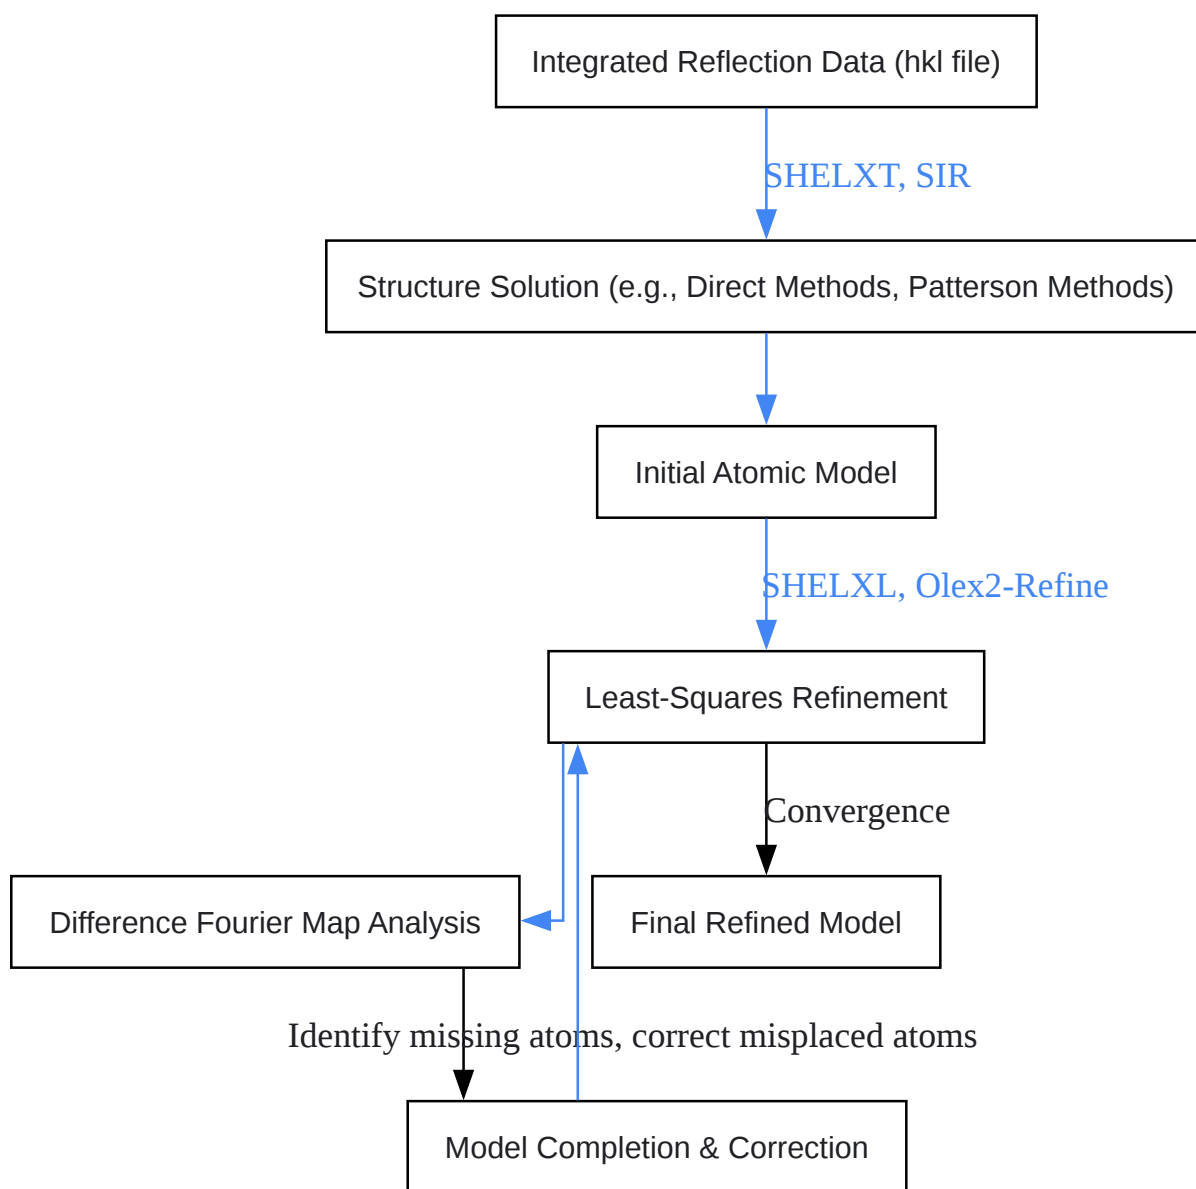 Integrated Reflection Data (hkl file)
SHELXT, SIR
Structure Solution (e.g., Direct Methods, Patterson Methods)
Initial Atomic Model
SHELXL, Olex2-Refine
Least-Squares Refinement
Convergence
Difference Fourier Map Analysis
Final Refined Model
Identify missing atoms, correct misplaced atoms
Model Completion & Correction